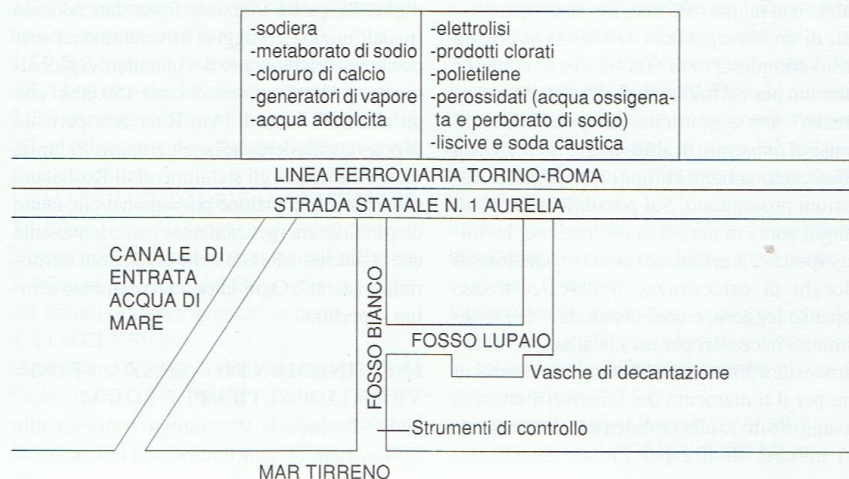 -sodiera
-metaborato di sodio
-cloruro di calcio
-generatori di vapore
-acqua addolcita
-elettrolisi
-prodotti clorati
-polietilene
-perossidati (acqua ossigena-
ta e perborato di sodio)
-liscive e soda caustica
LINEA FERROVIARIA TORINO-ROMA
STRADA STATALE N. 1 AURELIA
CANALE DI
ENTRATA
ACQUA DI
MARE
FOSSO BIANCO
FOSSO LUPAIO
Vasche di decantazione
Strumenti di controllo
MAR TIRRENO